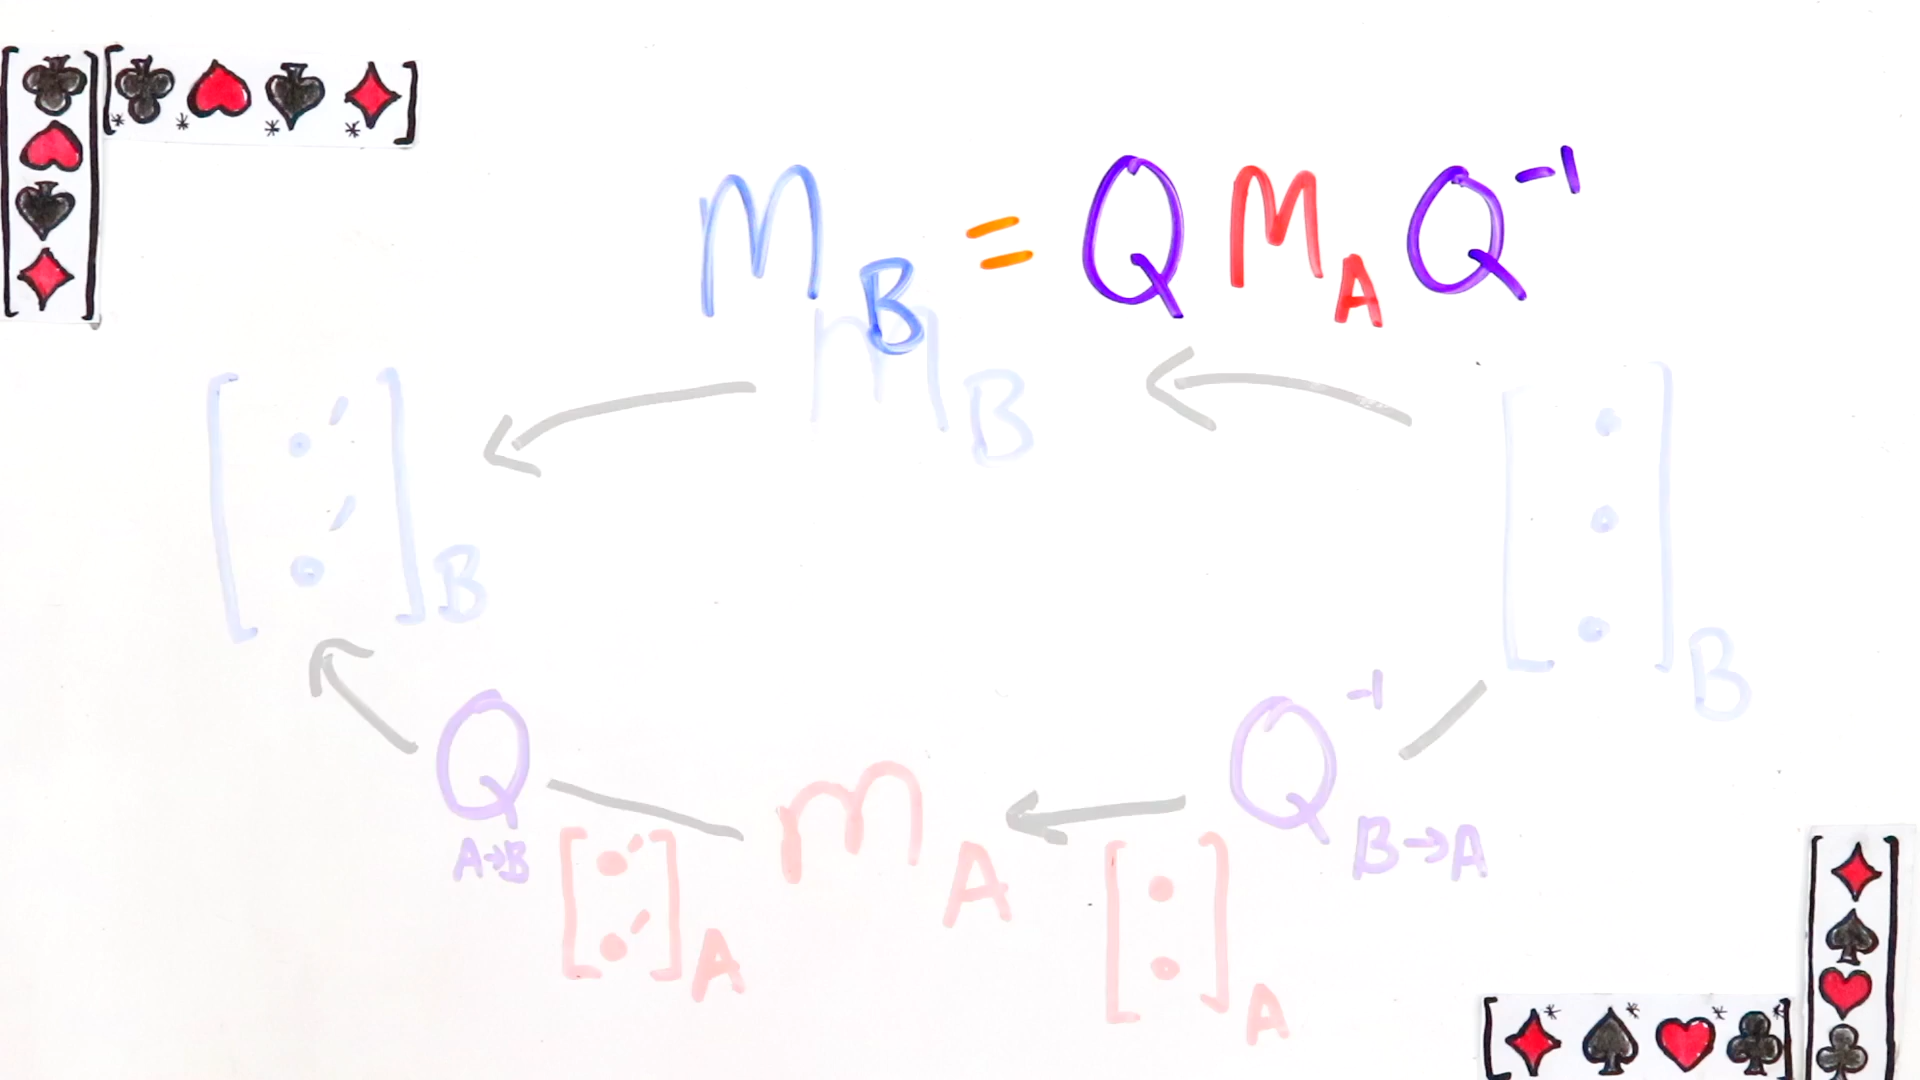 M_B = Q M_A Q^-1
M_B
[•′ •′]_B
[• • •]_B
Q A→B
M_A
Q^-1 B→A
[•′ •′]_A
[• •]_A